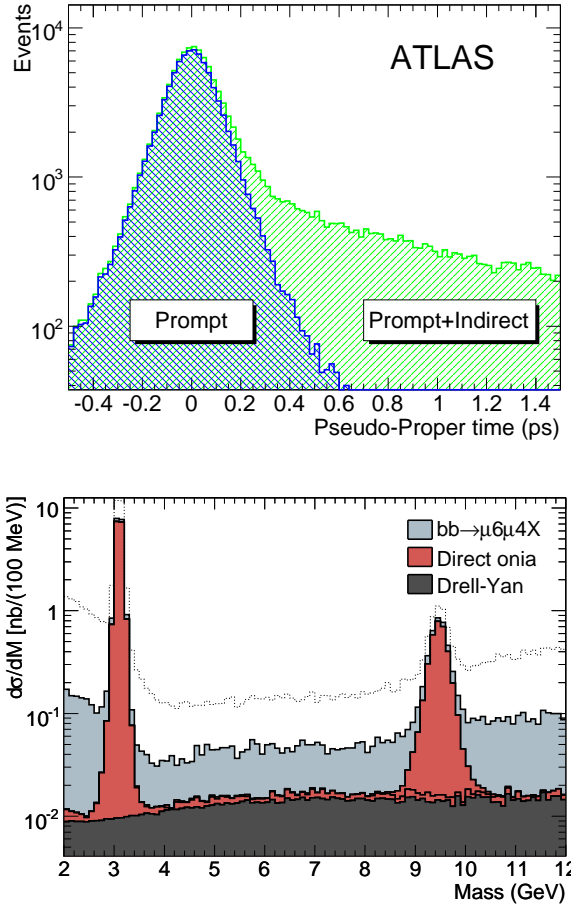 Events
ATLAS
10⁴
10³
10²
Prompt
Prompt+Indirect
-0.4 -0.2 0 0.2 0.4 0.6 0.8 1 1.2 1.4
Pseudo-Proper time (ps)
dσ/dM [nb/(100 MeV)]
10
1
10⁻¹
10⁻²
bb→μ6μ4X
Direct onia
Drell-Yan
2 3 4 5 6 7 8 9 10 11 12
Mass (GeV)